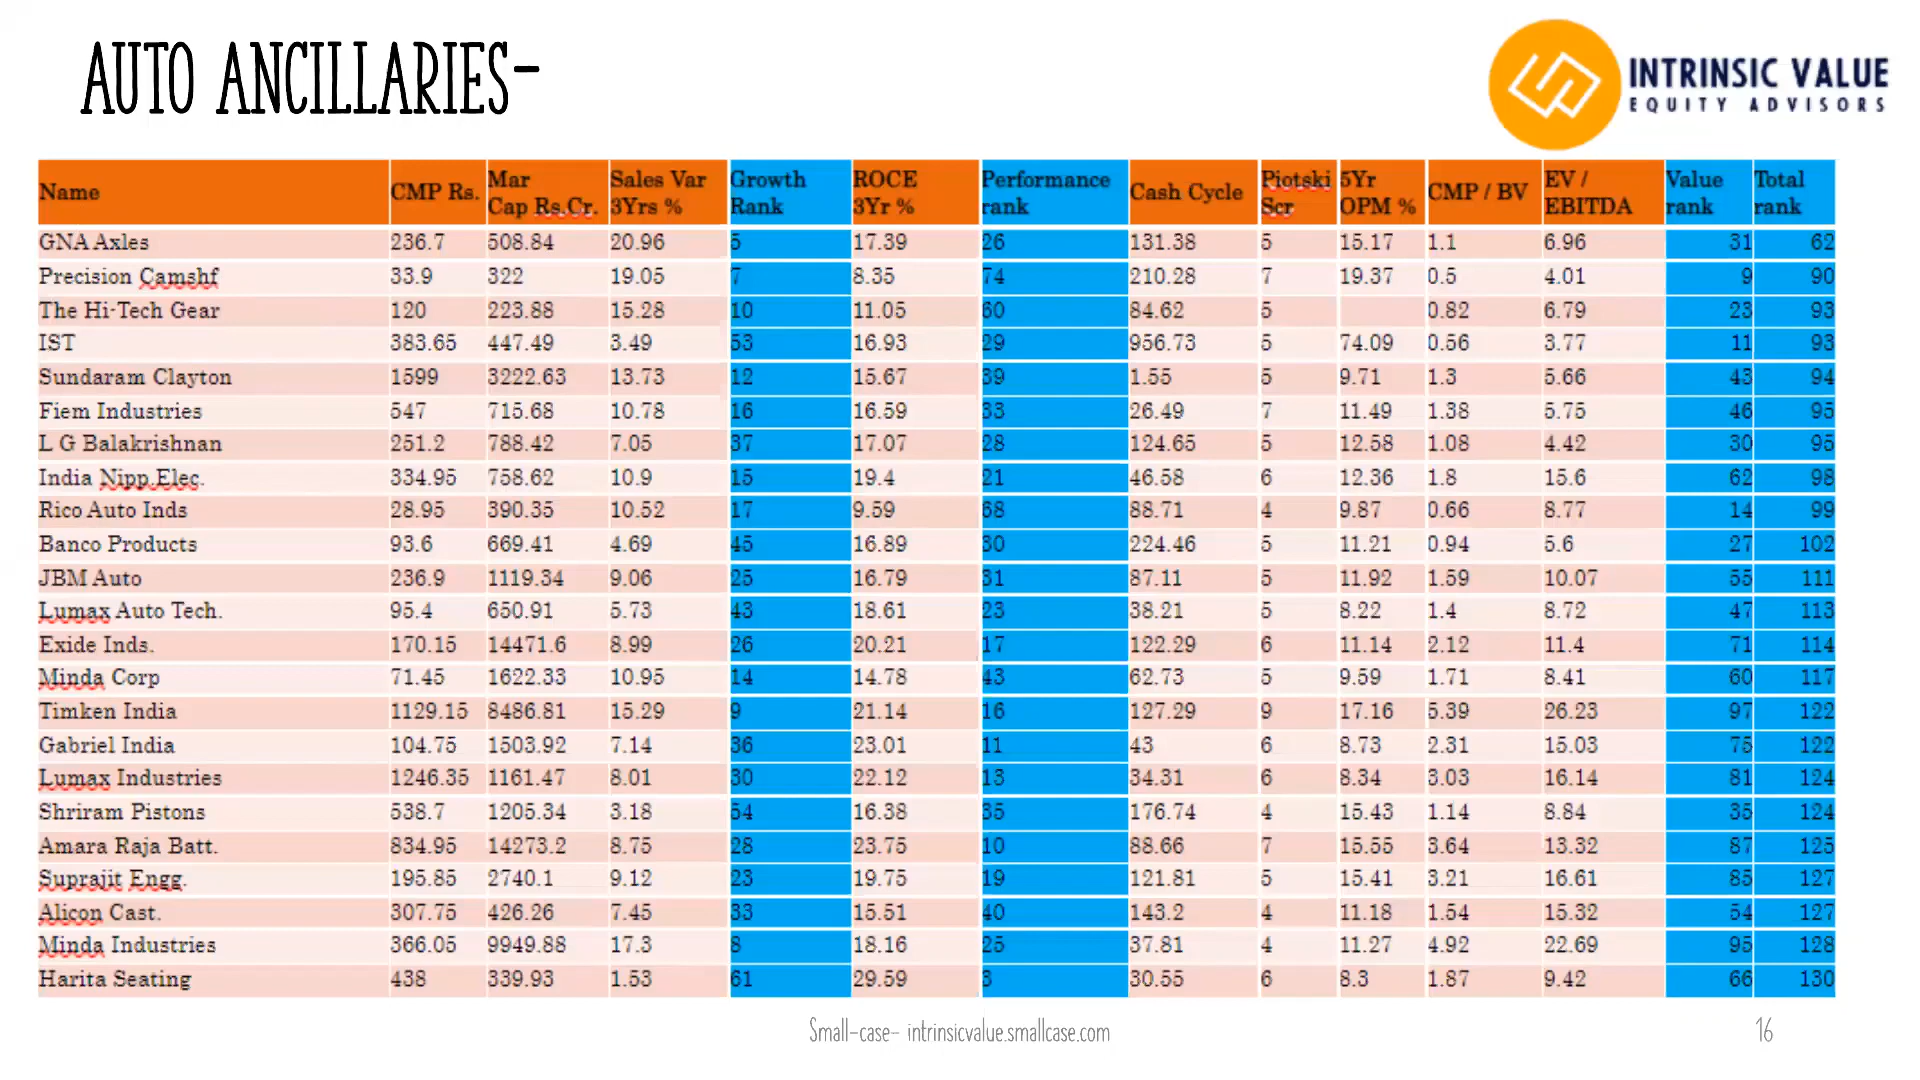 AUTO ANCILLARIES-
INTRINSIC VALUE
EQUITY ADVISORS
Name CMP Rs. Mar Cap Rs.Cr. Sales Var 3Yrs % Growth Rank ROCE 3Yr % Performance rank Cash Cycle Piotski Scr 5Yr OPM % CMP / BV EV / EBITDA Value rank Total rank
GNA Axles 236.7 508.84 20.96 5 17.39 26 131.38 5 15.17 1.1 6.96 31 62
Precision Camshf 33.9 322 19.05 7 8.35 74 210.28 7 19.37 0.5 4.01 9 90
The Hi-Tech Gear 120 223.88 15.28 10 11.05 60 84.62 5 0.82 6.79 23 93
IST 383.65 447.49 3.49 53 16.93 29 956.73 5 74.09 0.56 3.77 11 93
Sundaram Clayton 1599 3222.63 13.73 12 15.67 39 1.55 5 9.71 1.3 5.66 43 94
Fiem Industries 547 715.68 10.78 16 16.59 33 26.49 7 11.49 1.38 5.75 46 95
L G Balakrishnan 251.2 788.42 7.05 37 17.07 28 124.65 5 12.58 1.08 4.42 30 95
India Nipp.Elec. 334.95 758.62 10.9 15 19.4 21 46.58 6 12.36 1.8 15.6 62 98
Rico Auto Inds 28.95 390.35 10.52 17 9.59 68 88.71 4 9.87 0.66 8.77 14 99
Banco Products 93.6 669.41 4.69 45 16.89 30 224.46 5 11.21 0.94 5.6 27 102
JBM Auto 236.9 1119.34 9.06 25 16.79 31 87.11 5 11.92 1.59 10.07 55 111
Lumax Auto Tech. 95.4 650.91 5.73 43 18.61 23 38.21 5 8.22 1.4 8.72 47 113
Exide Inds. 170.15 14471.6 8.99 26 20.21 17 122.29 6 11.14 2.12 11.4 71 114
Minda Corp 71.45 1622.33 10.95 14 14.78 43 62.73 5 9.59 1.71 8.41 60 117
Timken India 1129.15 8486.81 15.29 9 21.14 16 127.29 9 17.16 5.39 26.23 97 122
Gabriel India 104.75 1503.92 7.14 36 23.01 11 43 6 8.73 2.31 15.03 75 122
Lumax Industries 1246.35 1161.47 8.01 30 22.12 13 34.31 6 8.34 3.03 16.14 81 124
Shriram Pistons 538.7 1205.34 3.18 54 16.38 35 176.74 4 15.43 1.14 8.84 35 124
Amara Raja Batt. 834.95 14273.2 8.75 28 23.75 10 88.66 7 15.55 3.64 13.32 87 125
Suprajit Engg. 195.85 2740.1 9.12 23 19.75 19 121.81 5 15.41 3.21 16.61 85 127
Alicon Cast. 307.75 426.26 7.45 33 15.51 40 143.2 4 11.18 1.54 15.32 54 127
Minda Industries 366.05 9949.88 17.3 8 18.16 25 37.81 4 11.27 4.92 22.69 95 128
Harita Seating 438 339.93 1.53 61 29.59 3 30.55 6 8.3 1.87 9.42 66 130
Small-case- intrinsicvalue.smallcase.com
16